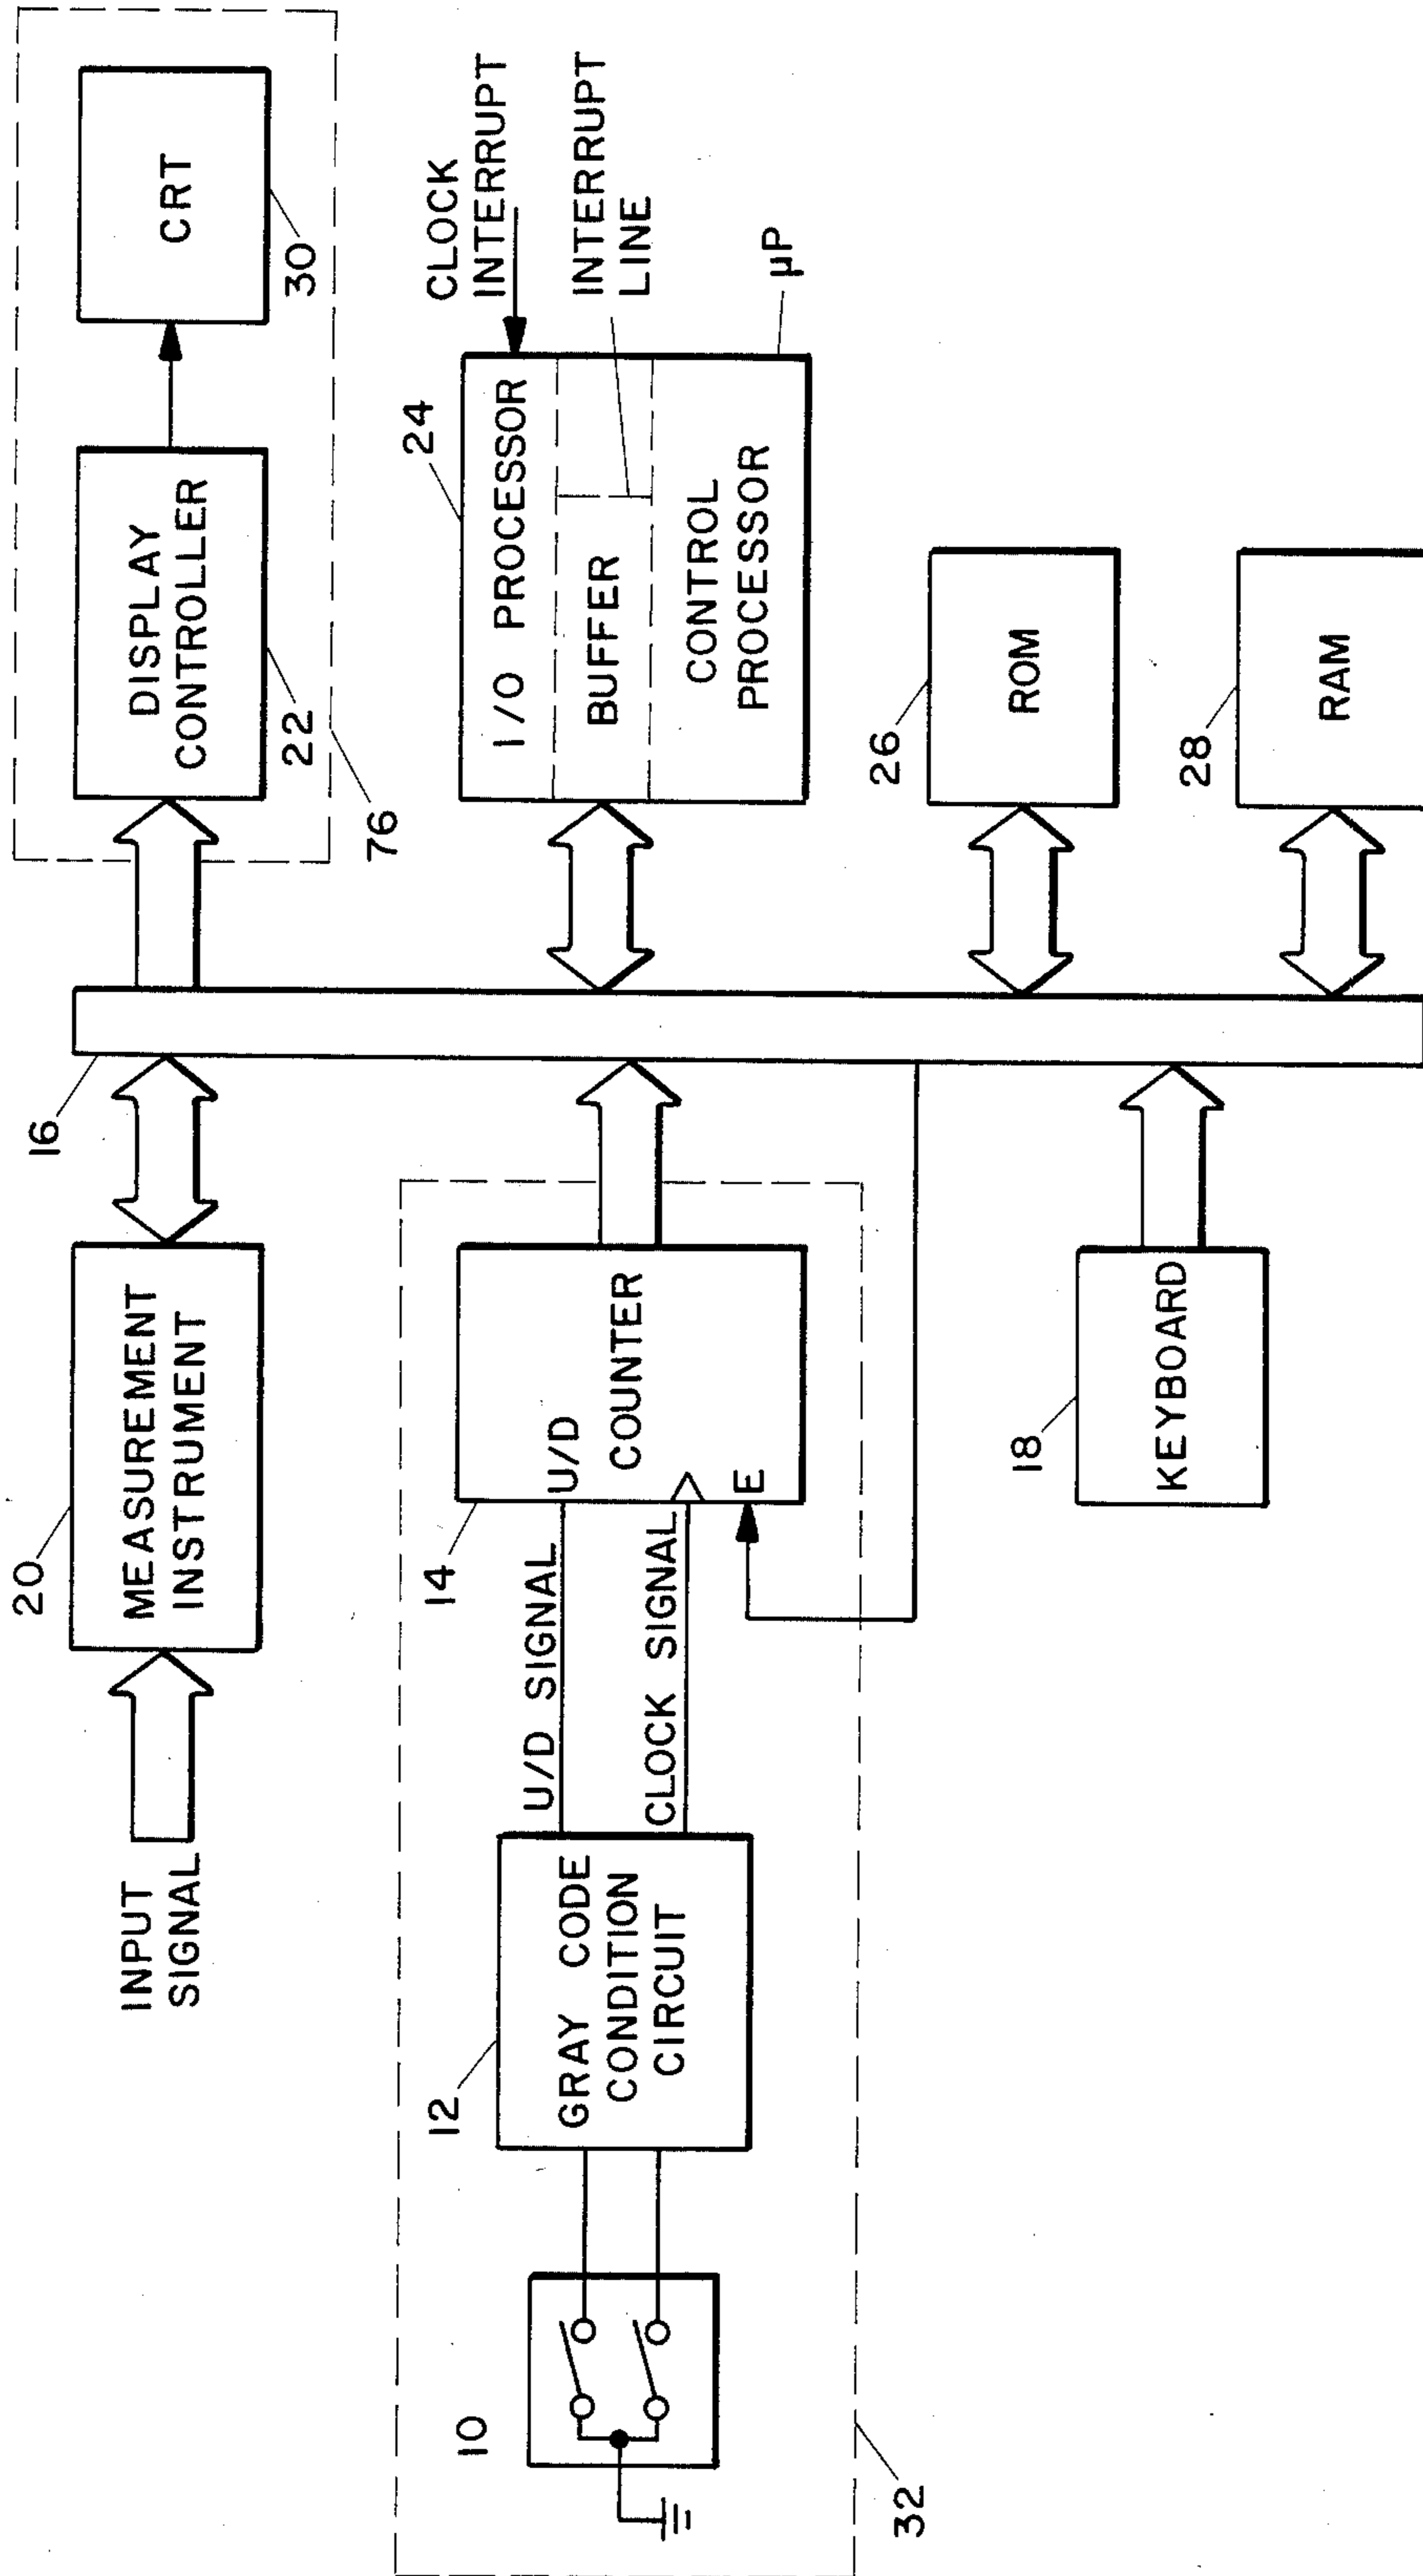 20
MEASUREMENT
INSTRUMENT
INPUT
SIGNAL
16
DISPLAY
CONTROLLER
22
CRT
30
76
10
12
GRAY CODE
CONDITION
CIRCUIT
U/D SIGNAL
CLOCK SIGNAL
14
U/D
COUNTER
E
32
24
I/O PROCESSOR
BUFFER
CONTROL
PROCESSOR
CLOCK
INTERRUPT
INTERRUPT
LINE
µP
18
KEYBOARD
26
ROM
28
RAM